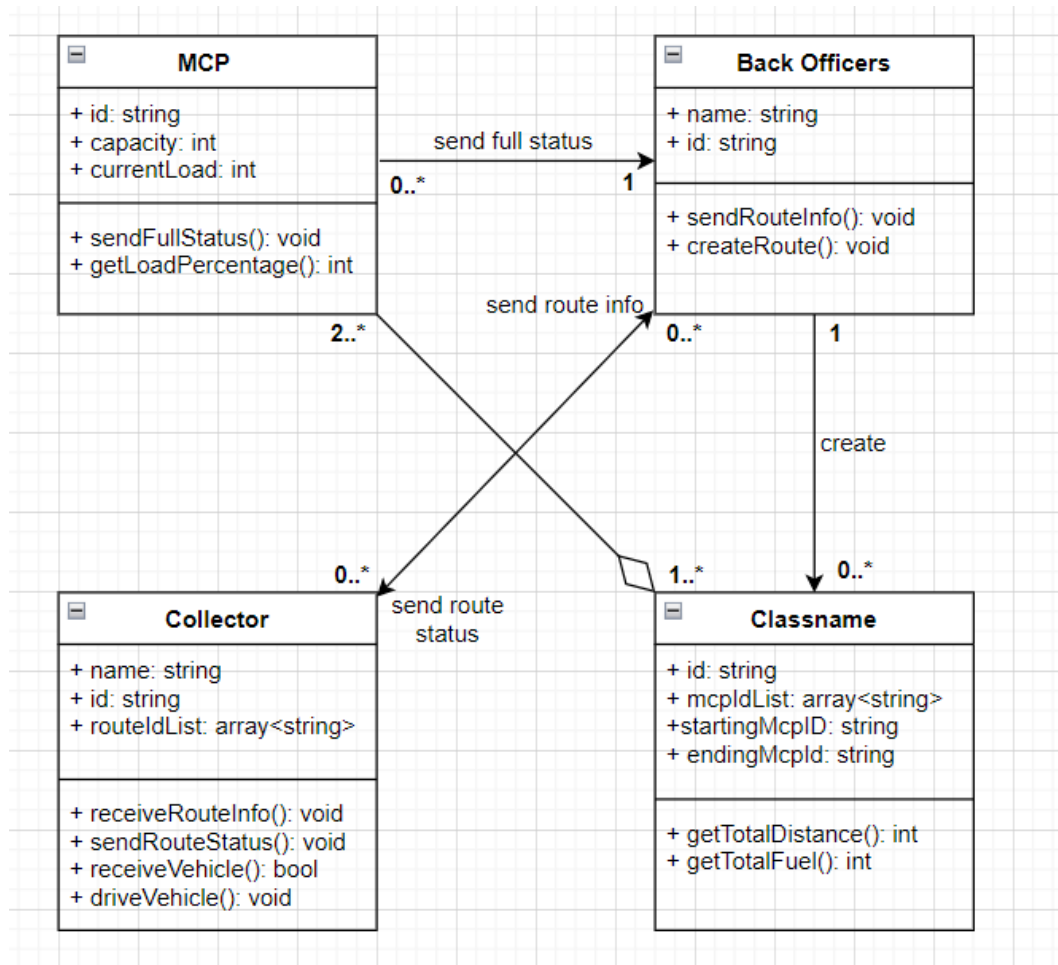 MCP
+ id: string
+ capacity: int
+ currentLoad: int
+ sendFullStatus(): void
+ getLoadPercentage(): int
send full status
0..*
1
Back Officers
+ name: string
+ id: string
+ sendRouteInfo(): void
+ createRoute(): void
send route info
2..*
0..*
1
create
0..*
1..*
0..*
send route
status
Collector
+ name: string
+ id: string
+ routeIdList: array<string>
+ receiveRouteInfo(): void
+ sendRouteStatus(): void
+ receiveVehicle(): bool
+ driveVehicle(): void
Classname
+ id: string
+ mcpIdList: array<string>
+startingMcpID: string
+ endingMcpId: string
+ getTotalDistance(): int
+ getTotalFuel(): int